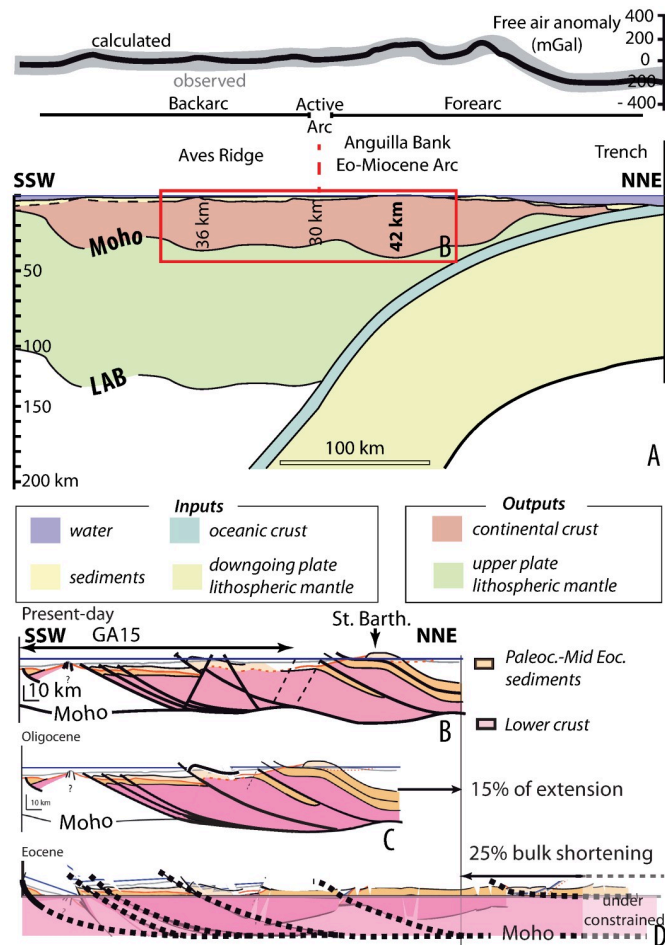 Free air anomaly
(mGal)
400
200
0
200
- 400
calculated
observed
Backarc
Active
Arc
Forearc
Aves Ridge
Anguilla Bank
Eo-Miocene Arc
Trench
SSW
NNE
Moho
36 km
30 km
42 km
B
50
100
LAB
150
100 km
A
200 km
Inputs
water
oceanic crust
sediments
downgoing plate
lithospheric mantle
Outputs
continental crust
upper plate
lithospheric mantle
Present-day
SSW
GA15
St. Barth.
NNE
?
10 km
Moho
B
Paleoc.-Mid Eoc.
sediments
Lower crust
Oligocene
?
10 km
Moho
C
15% of extension
Eocene
25% bulk shortening
under
constrained
Moho
D